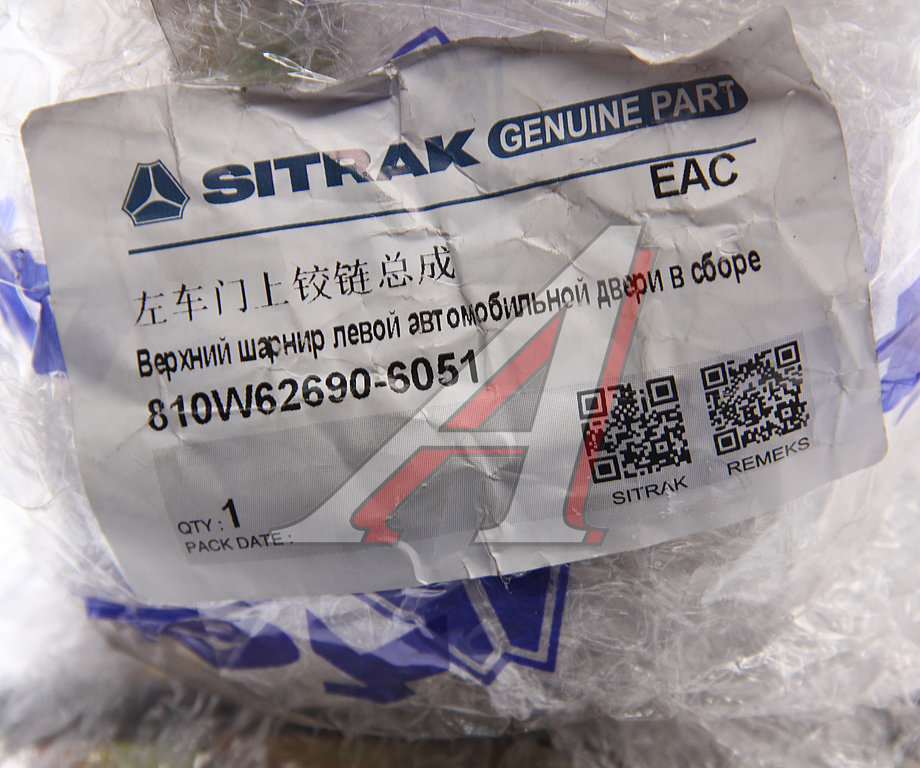 SITRAK GENUINE PART
EAC
左车门上铰链总成
Верхний шарнир левой автомобильной двери в сборе
810W62690-6051
QTY : 1
PACK DATE :
SITRAK
REMEKS